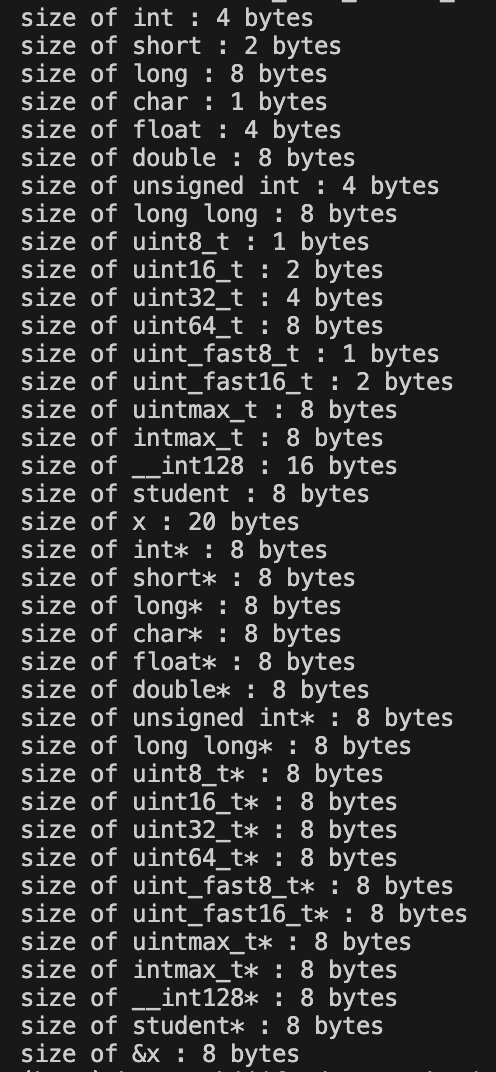 size of int : 4 bytes
size of short : 2 bytes
size of long : 8 bytes
size of char : 1 bytes
size of float : 4 bytes
size of double : 8 bytes
size of unsigned int : 4 bytes
size of long long : 8 bytes
size of uint8_t : 1 bytes
size of uint16_t : 2 bytes
size of uint32_t : 4 bytes
size of uint64_t : 8 bytes
size of uint_fast8_t : 1 bytes
size of uint_fast16_t : 2 bytes
size of uintmax_t : 8 bytes
size of intmax_t : 8 bytes
size of __int128 : 16 bytes
size of student : 8 bytes
size of x : 20 bytes
size of int* : 8 bytes
size of short* : 8 bytes
size of long* : 8 bytes
size of char* : 8 bytes
size of float* : 8 bytes
size of double* : 8 bytes
size of unsigned int* : 8 bytes
size of long long* : 8 bytes
size of uint8_t* : 8 bytes
size of uint16_t* : 8 bytes
size of uint32_t* : 8 bytes
size of uint64_t* : 8 bytes
size of uint_fast8_t* : 8 bytes
size of uint_fast16_t* : 8 bytes
size of uintmax_t* : 8 bytes
size of intmax_t* : 8 bytes
size of __int128* : 8 bytes
size of student* : 8 bytes
size of &x : 8 bytes